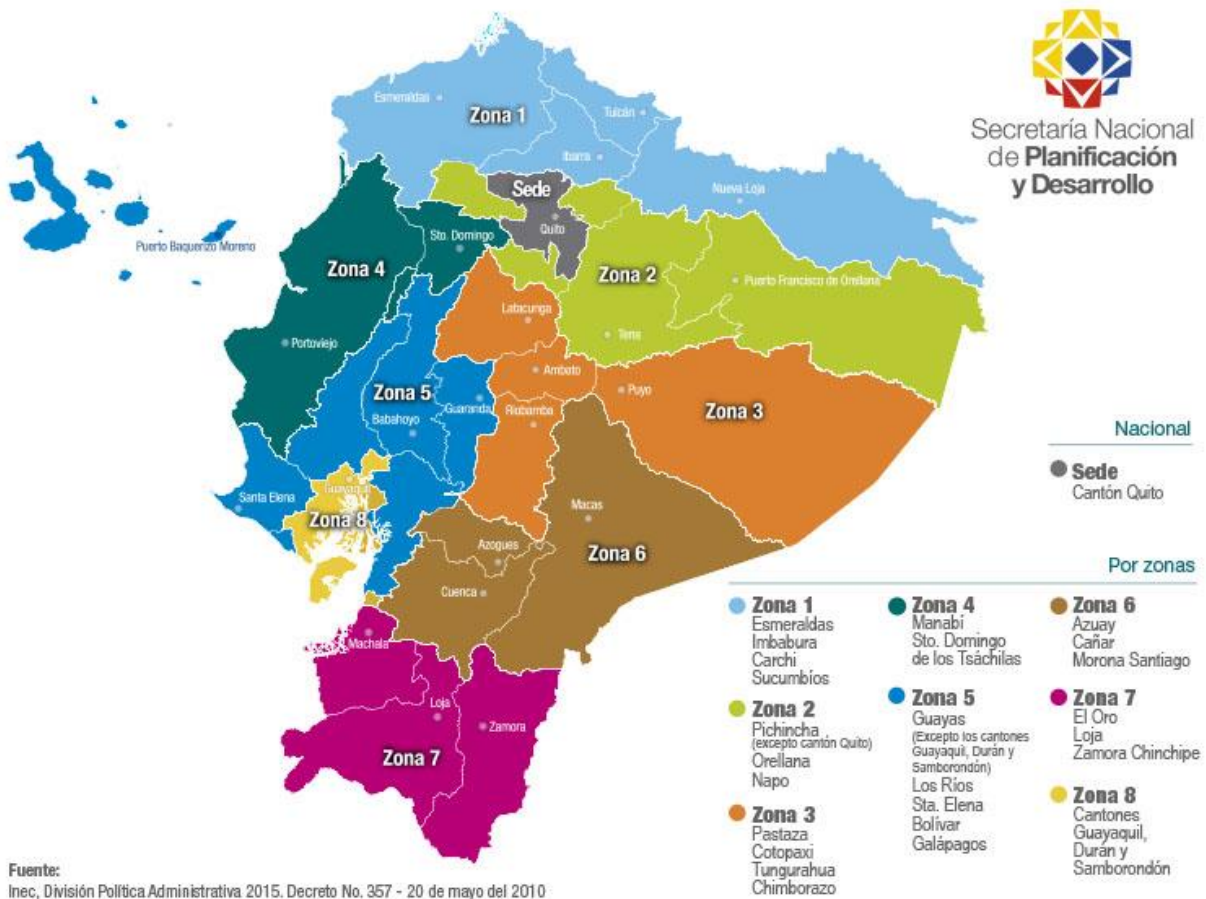 Secretaría Nacional
de Planificación
y Desarrollo
Esmeraldas
Zona 1
Tulcán
Ibarra
Nueva Loja
Sede
Quito
Puerto Baquerizo Moreno
Sto. Domingo
Zona 4
Zona 2
Puerto Francisco de Orellana
Latacunga
Tena
Portoviejo
Ambato
Zona 5
Puyo
Guaranda
Riobamba
Zona 3
Babahoyo
Guayaquil
Santa Elena
Zona 8
Macas
Azogues
Zona 6
Cuenca
Machala
Loja
Zamora
Zona 7
Nacional
Sede
Cantón Quito
Por zonas
Zona 1
Esmeraldas
Imbabura
Carchi
Sucumbíos
Zona 2
Pichincha
(excepto cantón Quito)
Orellana
Napo
Zona 3
Pastaza
Cotopaxi
Tungurahua
Chimborazo
Zona 4
Manabí
Sto. Domingo
de los Tsáchilas
Zona 5
Guayas
(Excepto los cantones
Guayaquil, Durán y
Samborondón)
Los Ríos
Sta. Elena
Bolívar
Galápagos
Zona 6
Azuay
Cañar
Morona Santiago
Zona 7
El Oro
Loja
Zamora Chinchipe
Zona 8
Cantones
Guayaquil,
Durán y
Samborondón
Fuente:
Inec, División Política Administrativa 2015. Decreto No. 357 - 20 de mayo del 2010